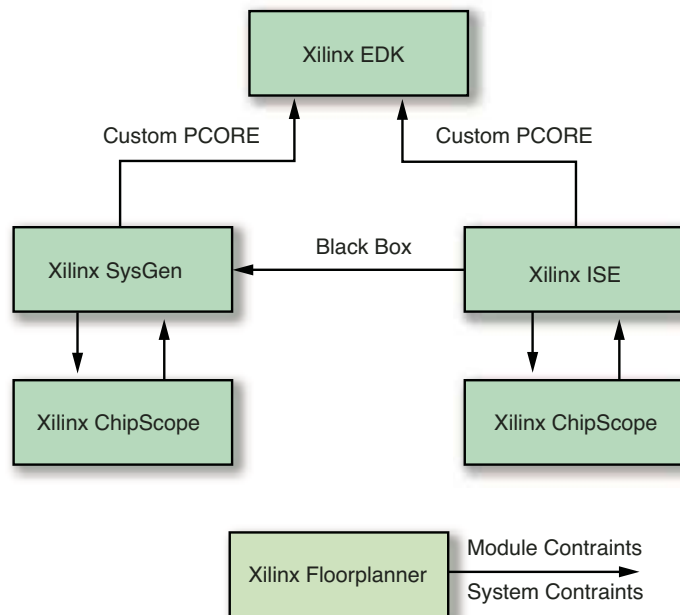 Xilinx EDK
Custom PCORE
Custom PCORE
Xilinx SysGen
Black Box
Xilinx ISE
Xilinx ChipScope
Xilinx ChipScope
Xilinx Floorplanner
Module Contraints
System Contraints